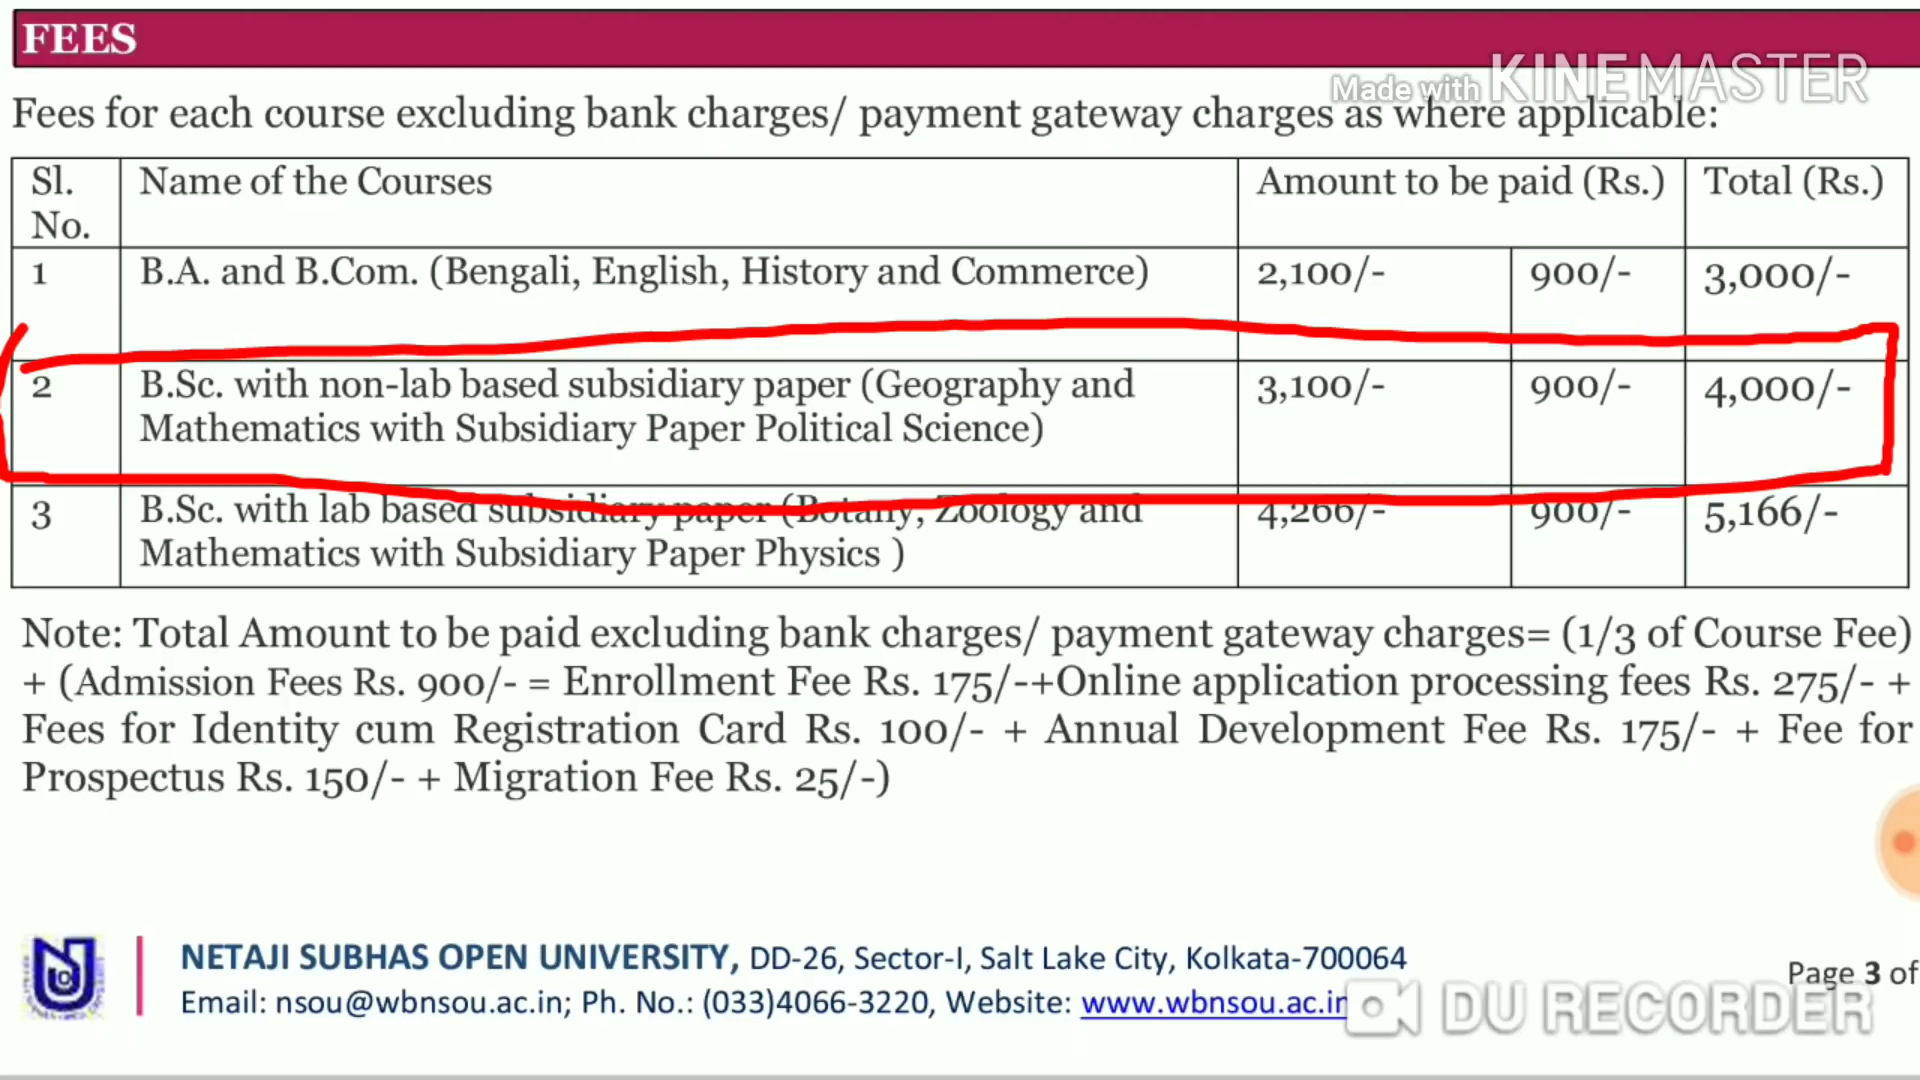 FEES
Made with KINEMASTER
Fees for each course excluding bank charges/ payment gateway charges as where applicable:
Sl. No. Name of the Courses Amount to be paid (Rs.) Total (Rs.)
1 B.A. and B.Com. (Bengali, English, History and Commerce) 2,100/- 900/- 3,000/-
2 B.Sc. with non-lab based subsidiary paper (Geography and 3,100/- 900/- 4,000/-
Mathematics with Subsidiary Paper Political Science)
3 B.Sc. with lab based subsidiary paper (Botany, Zoology and 4,266/- 900/- 5,166/-
Mathematics with Subsidiary Paper Physics )
Note: Total Amount to be paid excluding bank charges/ payment gateway charges= (1/3 of Course Fee)
+ (Admission Fees Rs. 900/- = Enrollment Fee Rs. 175/-+Online application processing fees Rs. 275/- +
Fees for Identity cum Registration Card Rs. 100/- + Annual Development Fee Rs. 175/- + Fee for
Prospectus Rs. 150/- + Migration Fee Rs. 25/-)
NETAJI SUBHAS OPEN UNIVERSITY, DD-26, Sector-I, Salt Lake City, Kolkata-700064
Page 3 of
Email: nsou@wbnsou.ac.in; Ph. No.: (033)4066-3220, Website: www.wbnsou.ac.in
DU RECORDER